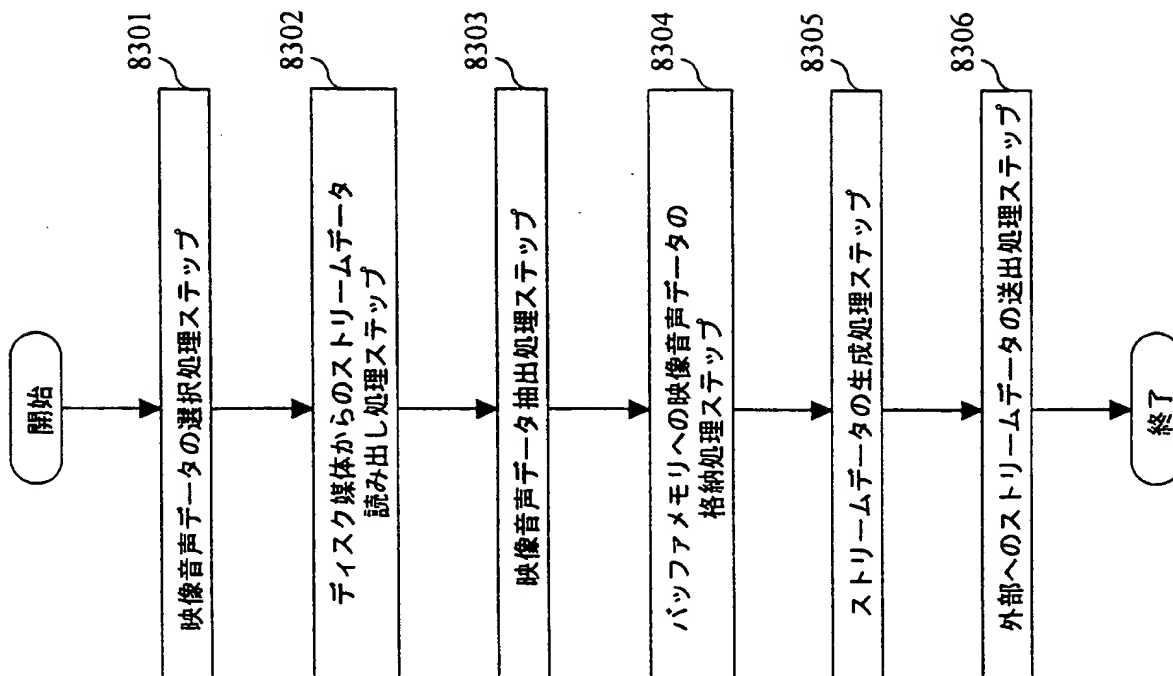 開始
8301
映像音声データの選択処理ステップ
8302
ディスク媒体からのストリームデータ
読み出し処理ステップ
8303
映像音声データ抽出処理ステップ
8304
バッファメモリへの映像音声データの
格納処理ステップ
8305
ストリームデータの生成処理ステップ
8306
外部へのストリームデータの送出処理ステップ
終了